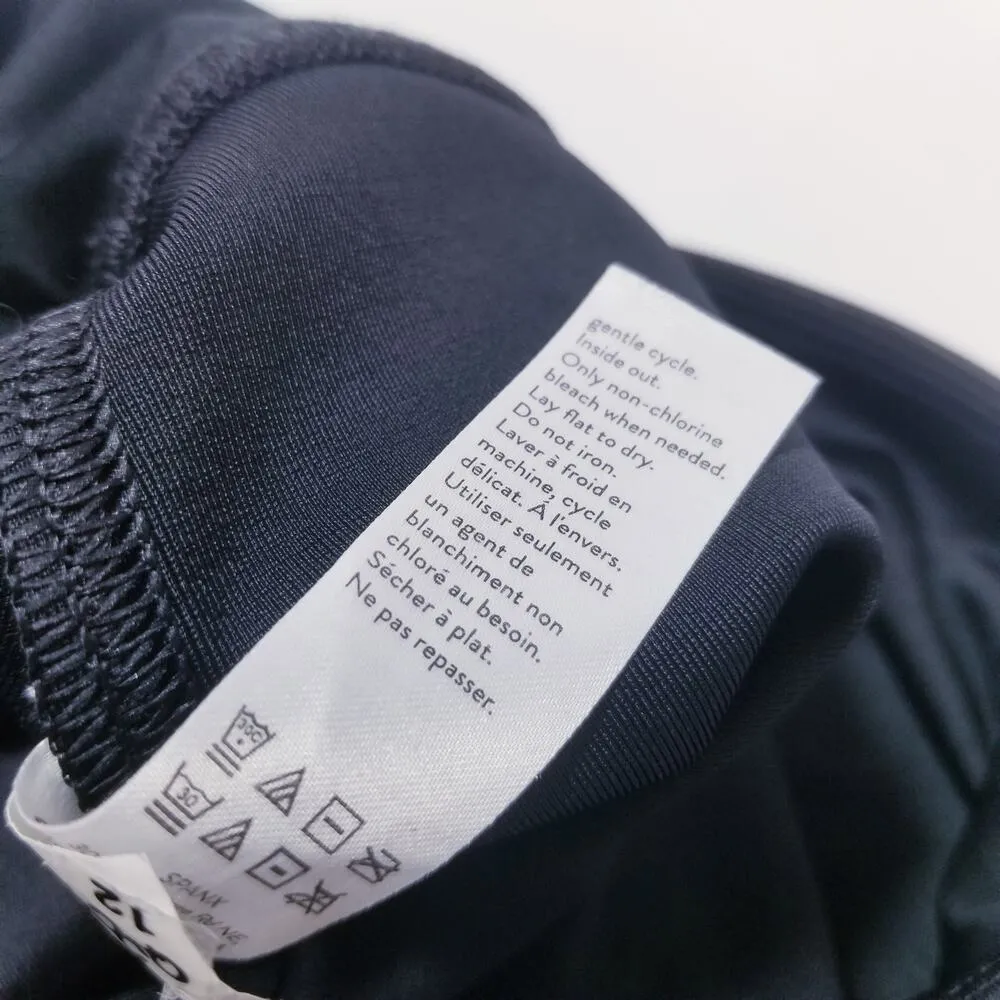 gentle cycle.
Inside out.
Only non-chlorine
bleach when needed.
Lay flat to dry.
Do not iron.
Laver à froid en
machine, cycle
délicat. À l'envers.
Utiliser seulement
un agent de
blanchiment non
chloré au besoin.
Sécher à plat.
Ne pas repasser.
30C
30
SPANX